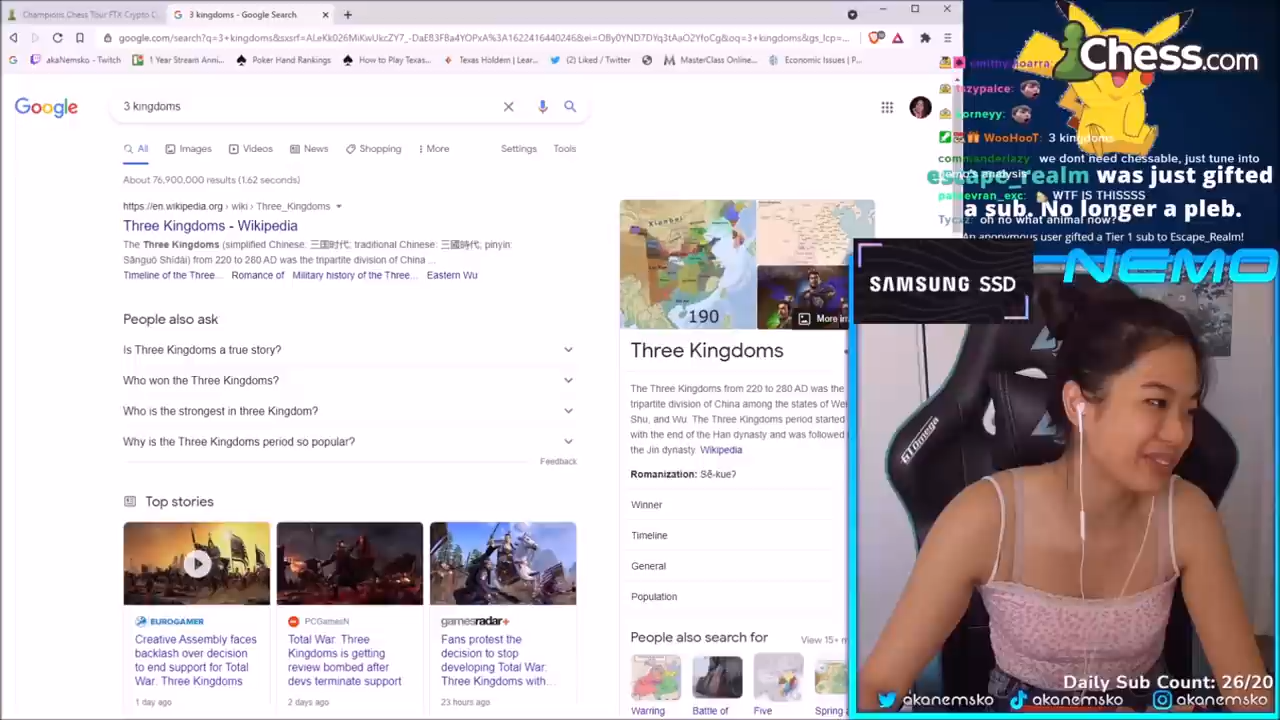 Champions Chess Tour FTX Crypto C
3 kingdoms - Google Search
google.com/search?q=3+kingdoms&sxsrf=
akaNemsko - Twitch
1 Year Stream Anni...
Poker Hand Rankings
How to Play Texas...
Texas Holdem | Lear...
(2) Liked / Twitter
MasterClass Online...
Economic Issues | P...
Google
3 kingdoms
All
Images
Videos
News
Shopping
More
Settings
Tools
About 76,900,000 results (1.62 seconds)
https://en.wikipedia.org › wiki › Three_Kingdoms
Three Kingdoms - Wikipedia
The Three Kingdoms (simplified Chinese: 三国时代; traditional Chinese: 三國時代, pinyin:
Sānguó Shídài) from 220 to 280 AD was the tripartite division of China ...
Timeline of the Three...
Romance of
Military history of the Three...
Eastern Wu
People also ask
Is Three Kingdoms a true story?
Who won the Three Kingdoms?
Who is the strongest in three Kingdom?
Why is the Three Kingdoms period so popular?
Feedback
Top stories
EUROGAMER
Creative Assembly faces
backlash over decision
to end support for Total
War: Three Kingdoms
1 day ago
PCGamesN
Total War: Three
Kingdoms is getting
review bombed after
devs terminate support
2 days ago
gamesradar+
Fans protest the
decision to stop
developing Total War:
Three Kingdoms with...
23 hours ago
190
More im
Three Kingdoms
The Three Kingdoms from 220 to 280 AD was the
tripartite division of China among the states of Wei
Shu, and Wu. The Three Kingdoms period started
with the end of the Han dynasty and was followed
the Jin dynasty. Wikipedia
Romanization: Sê-kue?
Winner
Timeline
General
Population
People also search for
View 15+ m
Warring
Battle of
Five
Spring a
Chess.com
WooHooT: 3 kingdoms
commanderlazy: we dont need chessable, just tune into
nemo's analysis
escape_realm was just gifted
a sub. No longer a pleb.
WTF IS THISSSS
oh no what animal now?
An anonymous user gifted a Tier 1 sub to Escape_Realm!
SAMSUNG SSD
NEMO
GTOmega
Daily Sub Count: 26/20
akanemsko
akanemsko
akanemsko